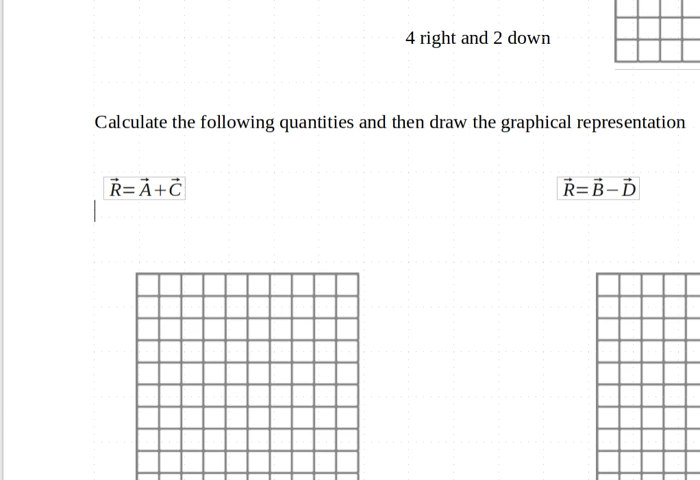 4 right and 2 down
Calculate the following quantities and then draw the graphical representation
R⃗= A⃗+C⃗
R⃗=B⃗−D⃗